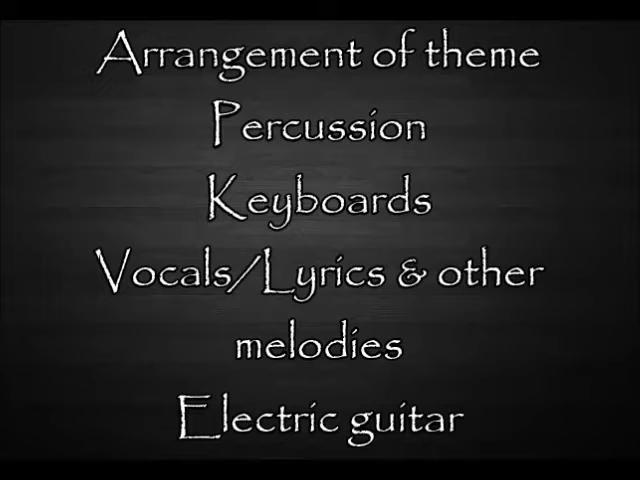 Arrangement of theme
Percussion
Keyboards
Vocals/Lyrics & other
melodies
Electric guitar